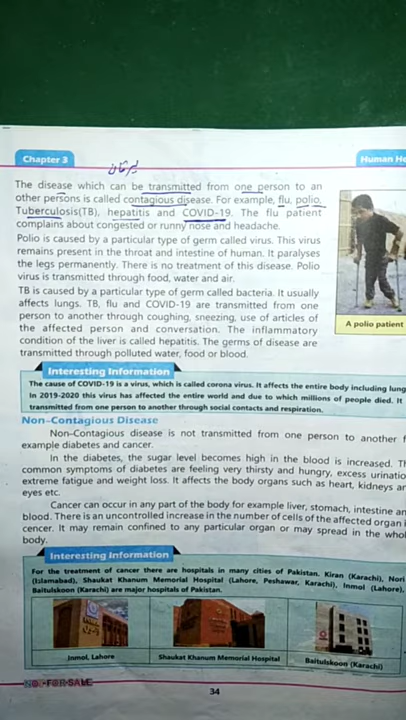 Chapter 3
Human He
یرقان
The disease which can be transmitted from one person to an
other persons is called contagious disease. For example, flu, polio,
Tuberculosis(TB), hepatitis and COVID-19. The flu patient
complains about congested or runny nose and headache.
Polio is caused by a particular type of germ called virus. This virus
remains present in the throat and intestine of human. It paralyses
the legs permanently. There is no treatment of this disease. Polio
virus is transmitted through food, water and air.
TB is caused by a particular type of germ called bacteria. It usually
affects lungs. TB, flu and COVID-19 are transmitted from one
person to another through coughing, sneezing, use of articles of
the affected person and conversation. The inflammatory
condition of the liver is called hepatitis. The germs of disease are
transmitted through polluted water, food or blood.
A polio patient
Interesting Information
The cause of COVID-19 is a virus, which is called corona virus. It affects the entire body including lung
In 2019-2020 this virus has affected the entire world and due to which millions of people died. It
transmitted from one person to another through social contacts and respiration.
Non-Contagious Disease
Non-Contagious disease is not transmitted from one person to another f
example diabetes and cancer.
In the diabetes, the sugar level becomes high in the blood is increased. Th
common symptoms of diabetes are feeling very thirsty and hungry, excess urinatio
extreme fatigue and weight loss. It affects the body organs such as heart, kidneys an
eyes etc.
Cancer can occur in any part of the body for example liver, stomach, intestine an
blood. There is an uncontrolled increase in the number of cells of the affected organ i
cencer. It may remain confined to any particular organ or may spread in the whol
body.
Interesting Information
For the treatment of cancer there are hospitals in many cities of Pakistan. Kiran (Karachi), Nori
(Islamabad), Shaukat Khanum Memorial Hospital (Lahore, Peshawar, Karachi), Inmol (Lahore),
Baitulskoon (Karachi) are major hospitals of Pakistan.
Inmol, Lahore
Shaukat Khanum Memorial Hospital
Baitulskoon (Karachi)
NOT FOR SALE
34